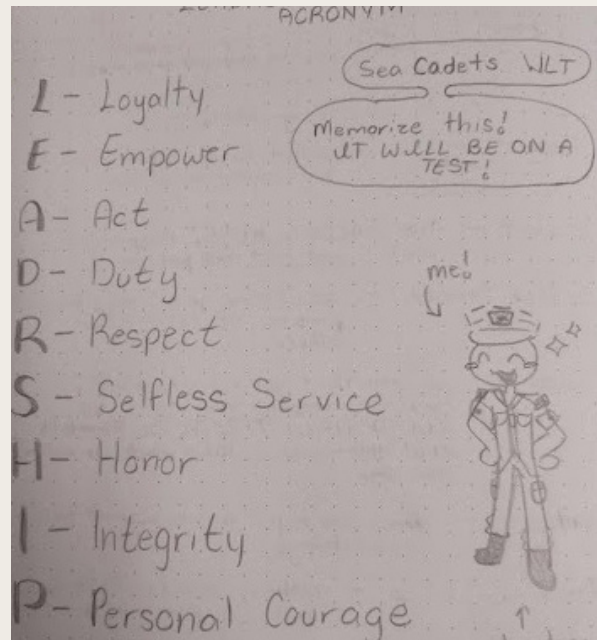 ACRONYM
Sea Cadets WLT
Memorize this!
IT WILL BE ON A
TEST!
L - Loyalty
E - Empower
A - Act
D - Duty
R - Respect
S - Selfless Service
H - Honor
I - Integrity
P - Personal Courage
me!